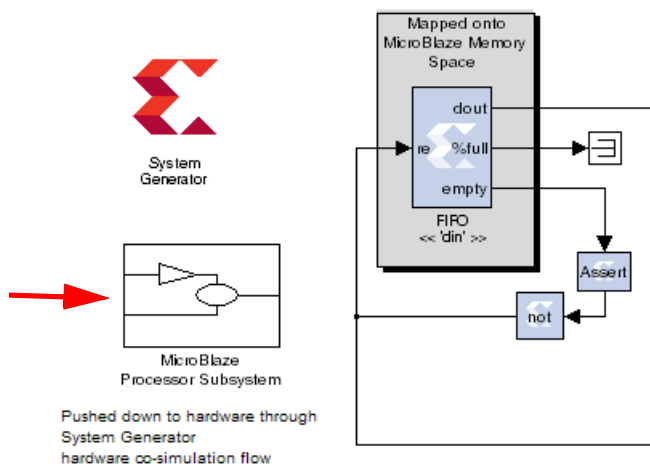 Mapped onto
MicroBlaze Memory
Space
dout
re %full
empty
FIFO
<< 'din' >>
System
Generator
Assert
not
MicroBlaze
Processor Subsystem
Pushed down to hardware through
System Generator
hardware co-simulation flow